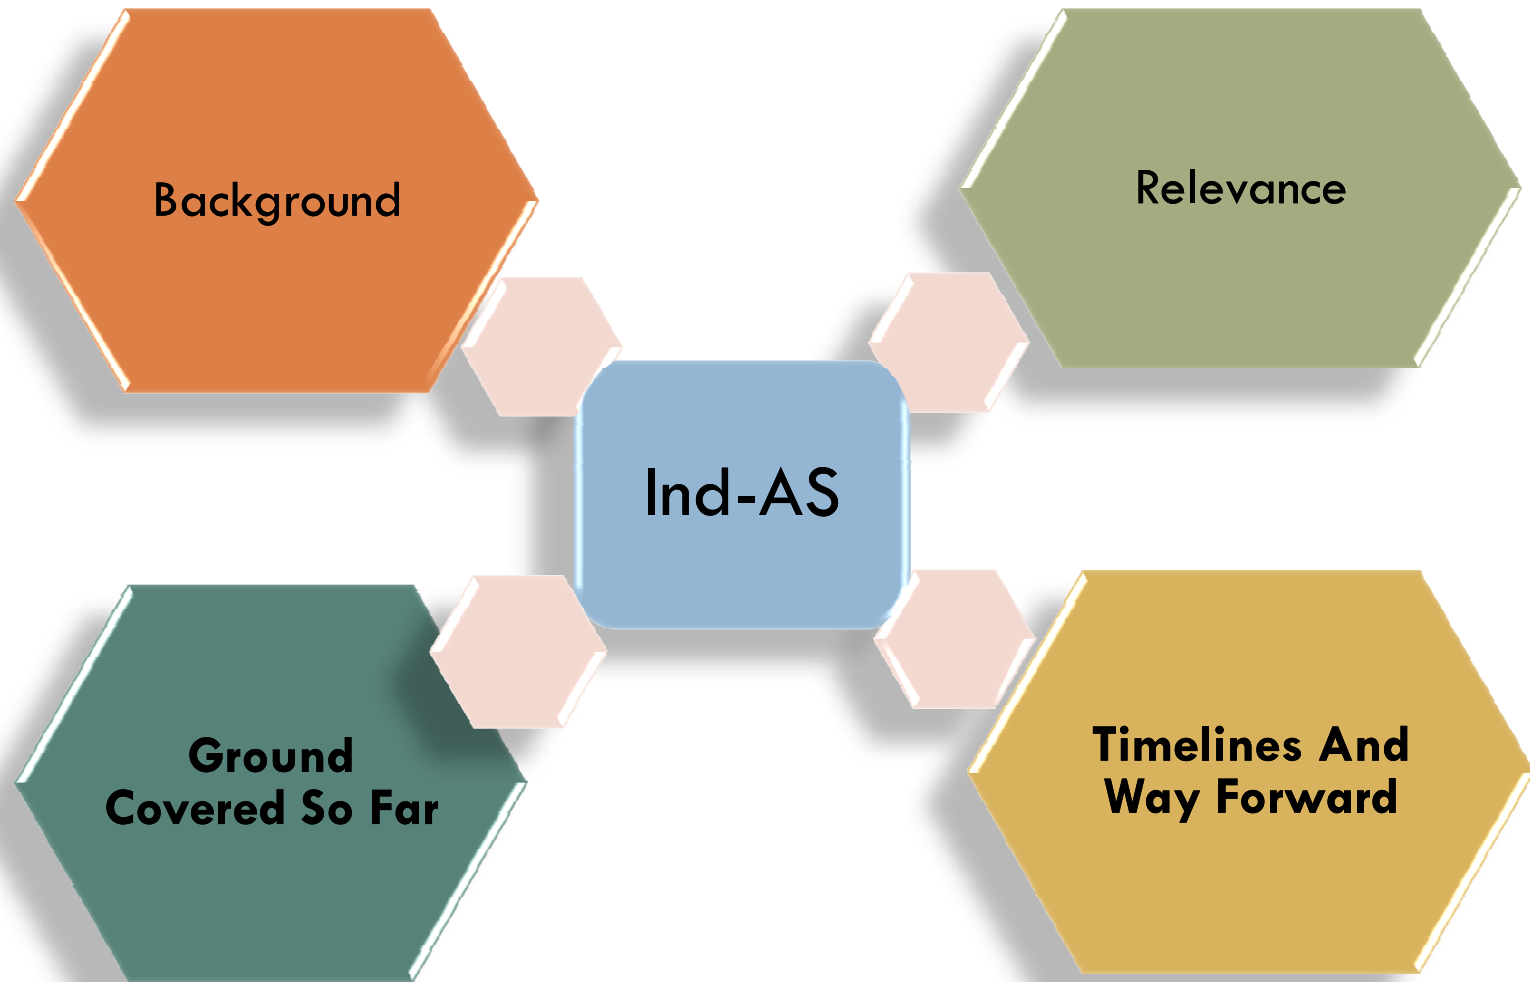 Background
Relevance
Ind-AS
Ground
Covered So Far
Timelines And
Way Forward